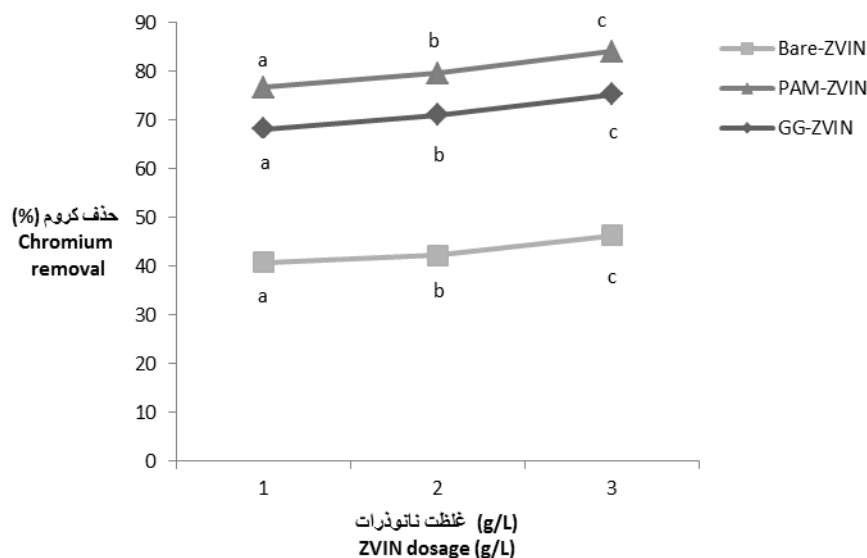 90
80
70
60
50
40
30
20
10
0
a
b
c
a
b
c
a
b
c
Bare-ZVIN
PAM-ZVIN
GG-ZVIN
حذف کروم (%)
Chromium
removal
1
2
3
غلظت نانوذرات (g/L)
ZVIN dosage (g/L)